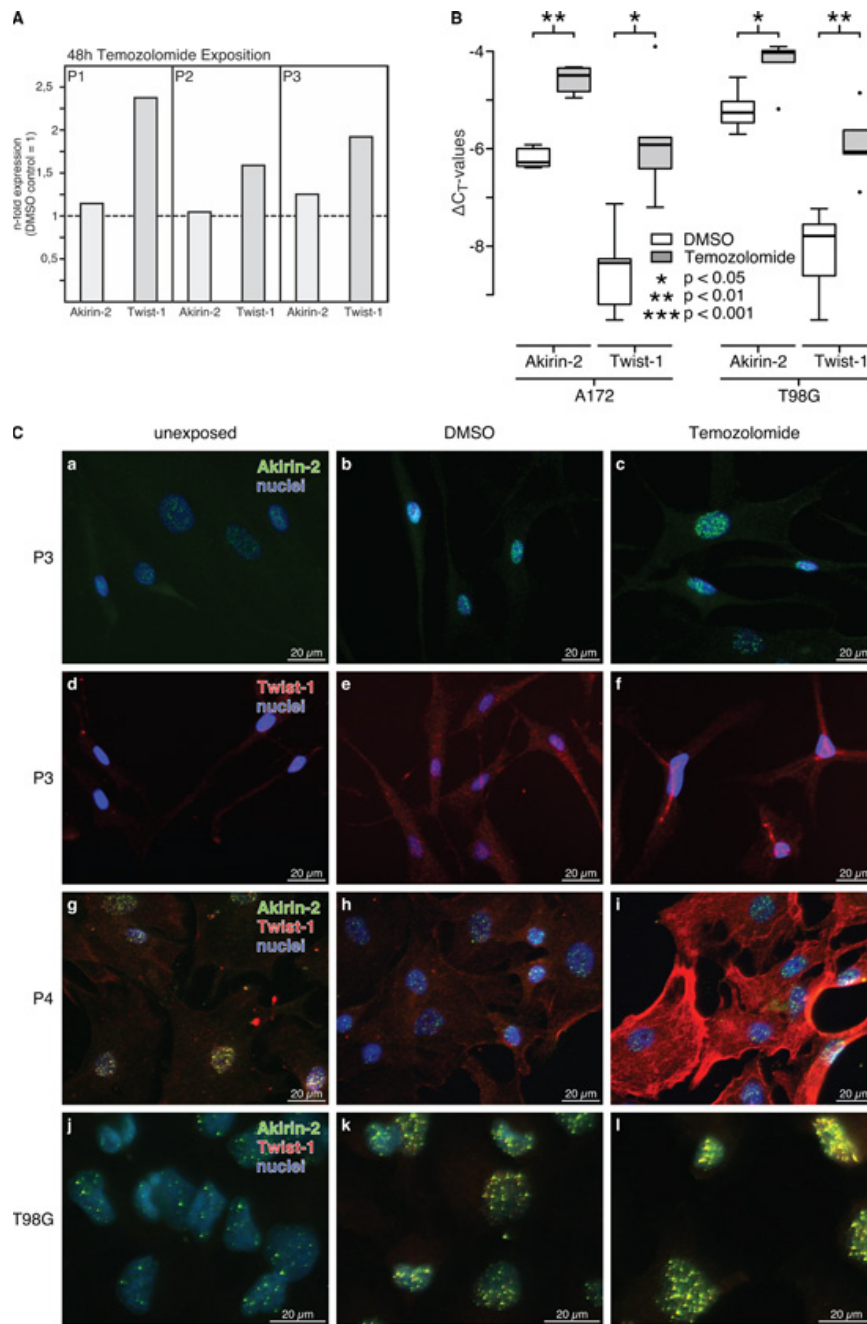 A
48h Temozolomide Exposition
P1 P2 P3
n-fold expression
(DMSO control = 1)
2,5
2
1,5
1
0,5
Akirin-2 Twist-1 Akirin-2 Twist-1 Akirin-2 Twist-1
B
** * * **
ΔCT-values
-4
-6
-8
DMSO
Temozolomide
* p < 0.05
** p < 0.01
*** p < 0.001
Akirin-2 Twist-1 Akirin-2 Twist-1
A172 T98G
C
unexposed DMSO Temozolomide
P3
a Akirin-2
nuclei
20 µm
b
20 µm
c
20 µm
P3
d Twist-1
nuclei
20 µm
e
20 µm
f
20 µm
P4
g Akirin-2
Twist-1
nuclei
20 µm
h
20 µm
i
20 µm
T98G
j Akirin-2
Twist-1
nuclei
20 µm
k
20 µm
l
20 µm